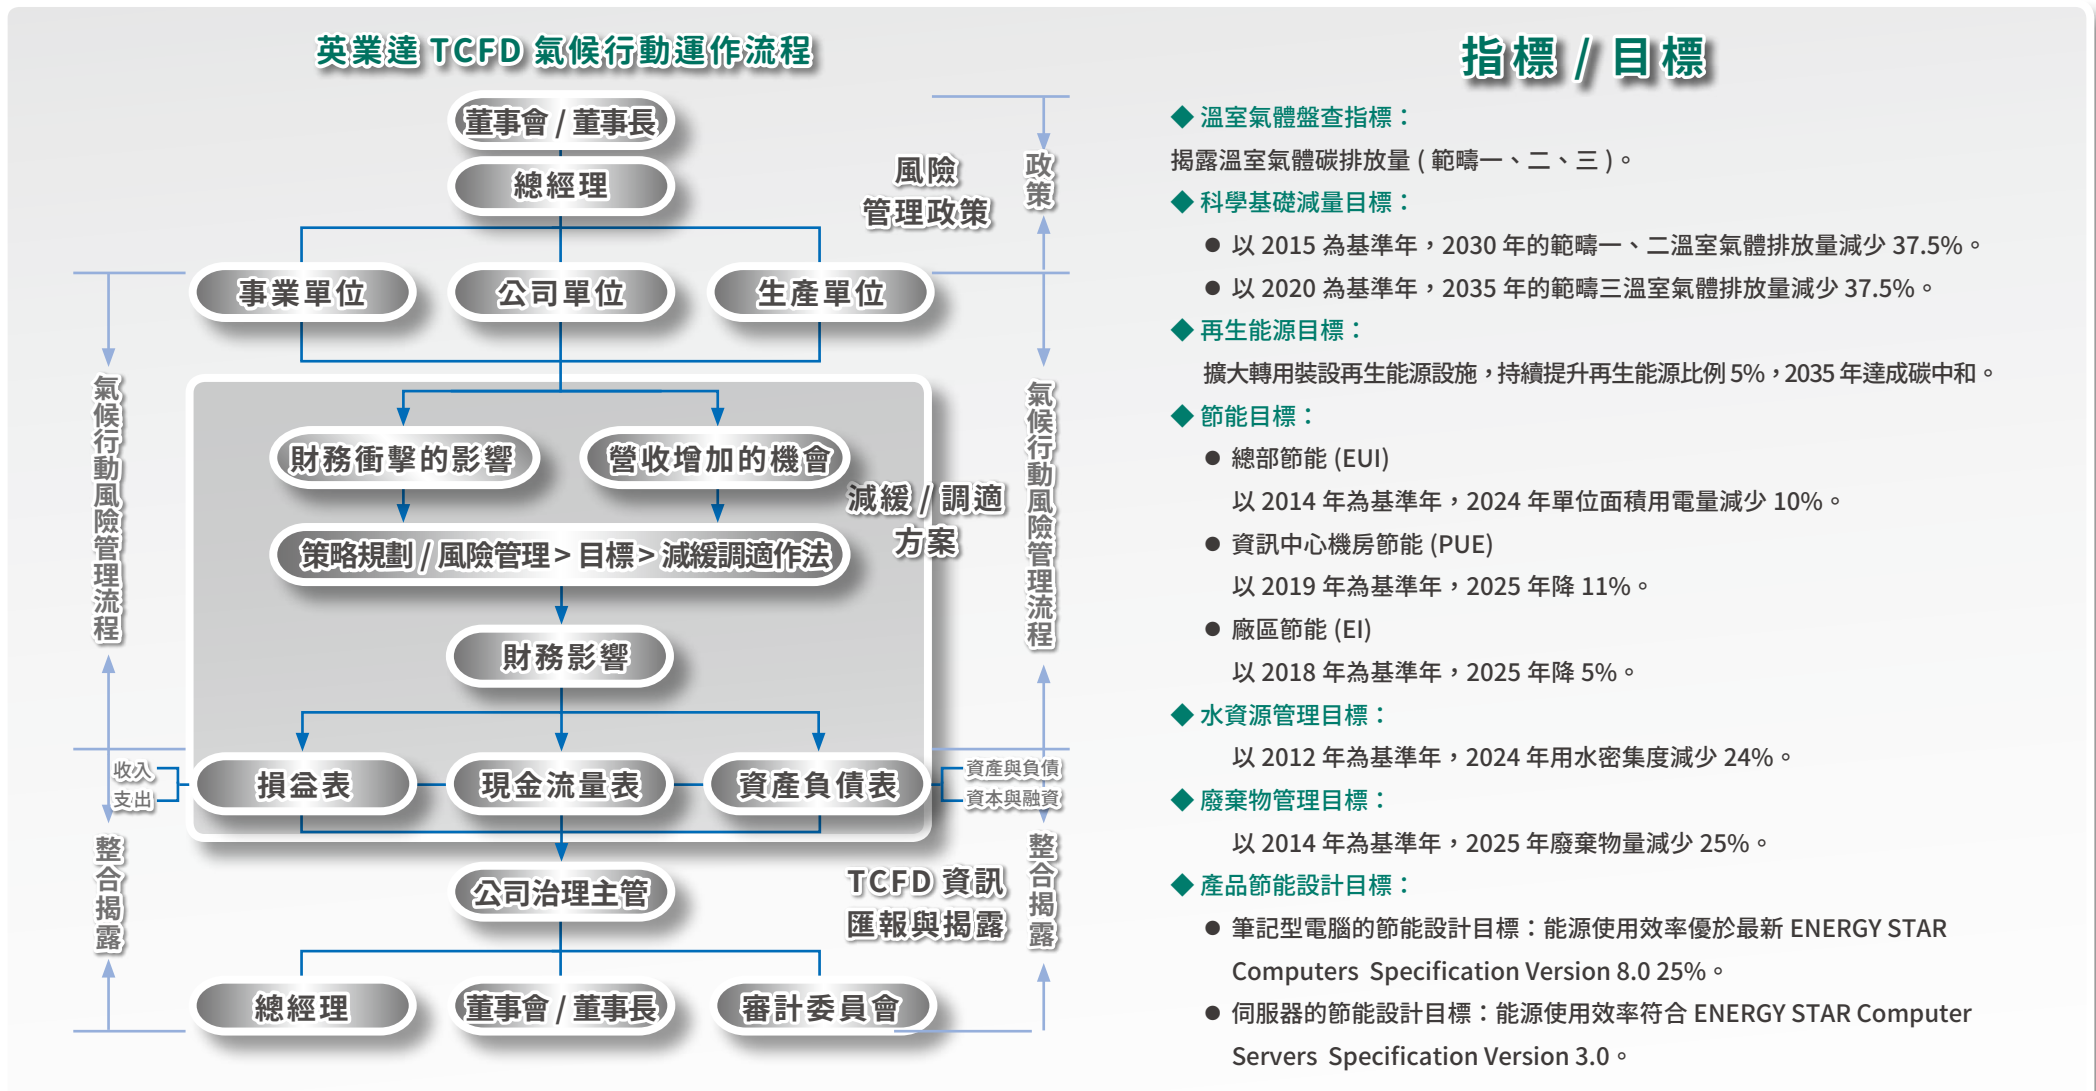 英業達 TCFD 氣候行動運作流程
董事會 / 董事長
總經理
風險
管理政策
政策
事業單位
公司單位
生產單位
氣候行動風險管理流程
氣候行動風險管理流程
財務衝擊的影響
營收增加的機會
減緩 / 調適
方案
策略規劃 / 風險管理 > 目標 > 減緩調適作法
財務影響
收入
支出
損益表
現金流量表
資產負債表
資產與負債
資本與融資
整合揭露
整合揭露
公司治理主管
TCFD 資訊
匯報與揭露
總經理
董事會 / 董事長
審計委員會
指標 / 目標
◆ 溫室氣體盤查指標：
揭露溫室氣體碳排放量 ( 範疇一、二、三 )。
◆ 科學基礎減量目標：
● 以 2015 為基準年，2030 年的範疇一、二溫室氣體排放量減少 37.5%。
● 以 2020 為基準年，2035 年的範疇三溫室氣體排放量減少 37.5%。
◆ 再生能源目標：
擴大轉用裝設再生能源設施，持續提升再生能源比例 5%，2035 年達成碳中和。
◆ 節能目標：
● 總部節能 (EUI)
以 2014 年為基準年，2024 年單位面積用電量減少 10%。
● 資訊中心機房節能 (PUE)
以 2019 年為基準年，2025 年降 11%。
● 廠區節能 (EI)
以 2018 年為基準年，2025 年降 5%。
◆ 水資源管理目標：
以 2012 年為基準年，2024 年用水密集度減少 24%。
◆ 廢棄物管理目標：
以 2014 年為基準年，2025 年廢棄物量減少 25%。
◆ 產品節能設計目標：
● 筆記型電腦的節能設計目標：能源使用效率優於最新 ENERGY STAR
Computers Specification Version 8.0 25%。
● 伺服器的節能設計目標：能源使用效率符合 ENERGY STAR Computer
Servers Specification Version 3.0。